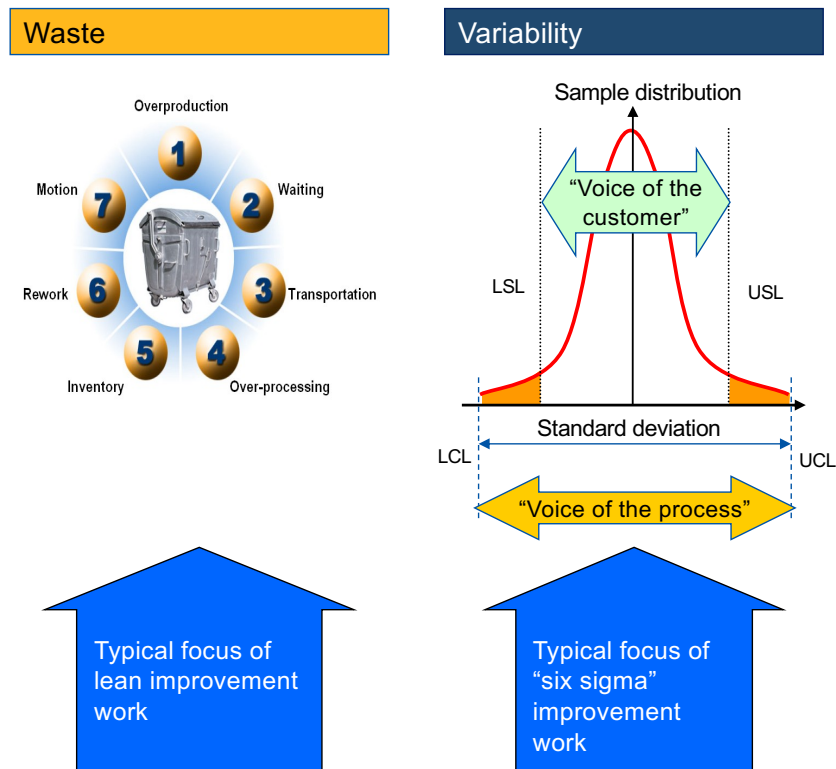 Waste
Overproduction
1
Motion
7
2
Waiting
Rework
6
3
Transportation
5
4
Inventory
Over-processing
Typical focus of
lean improvement
work
Variability
Sample distribution
“Voice of the
customer”
LSL
USL
Standard deviation
LCL
UCL
“Voice of the process”
Typical focus of
“six sigma”
improvement
work